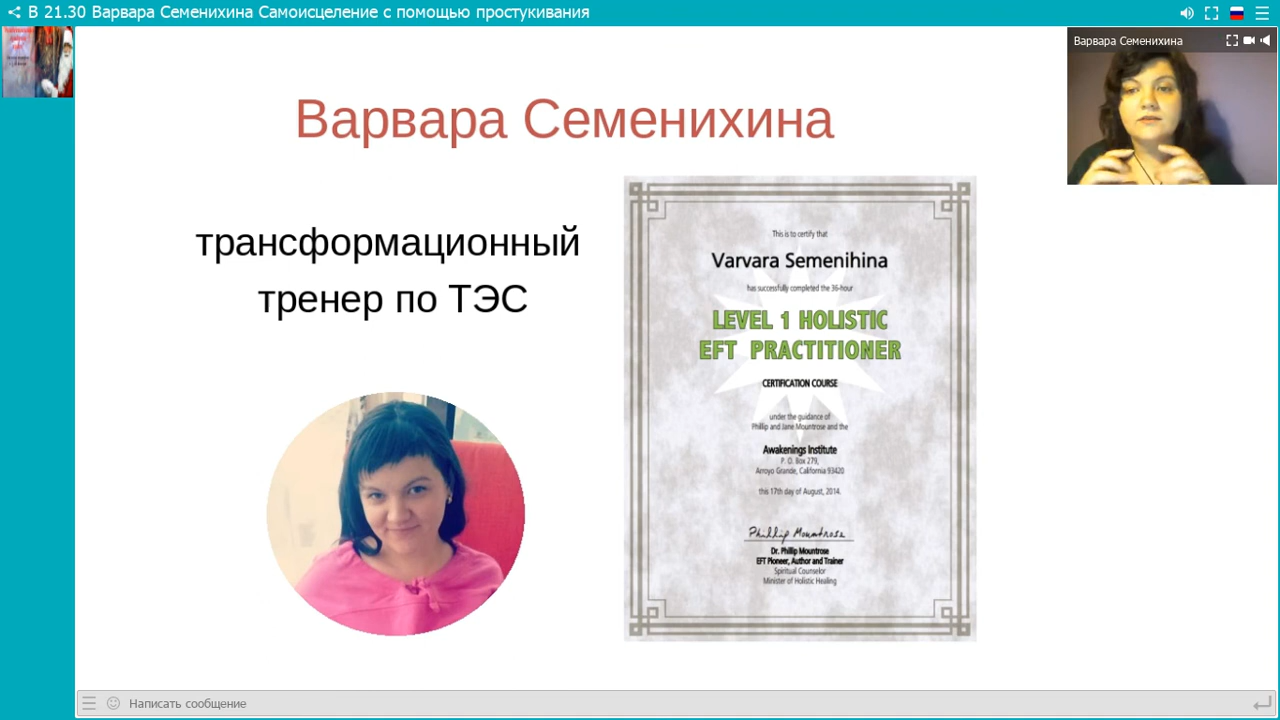 В 21.30 Варвара Семенихина Самоисцеление с помощью простукивания
Варвара Семенихина
Варвара Семенихина
трансформационный
тренер по ТЭС
This is to certify that
Varvara Semenihina
has successfully completed the 36-hour
LEVEL 1 HOLISTIC
EFT PRACTITIONER
CERTIFICATION COURSE
under the guidance of
Phillip and Jane Mountrose and the
Awakenings Institute
P. O. Box 279,
Arroyo Grande, California 93420
this 17th day of August, 2014.
Phillip Mountrose
Dr. Phillip Mountrose
EFT Pioneer, Author and Trainer
Spiritual Counselor
Minister of Holistic Healing
Написать сообщение